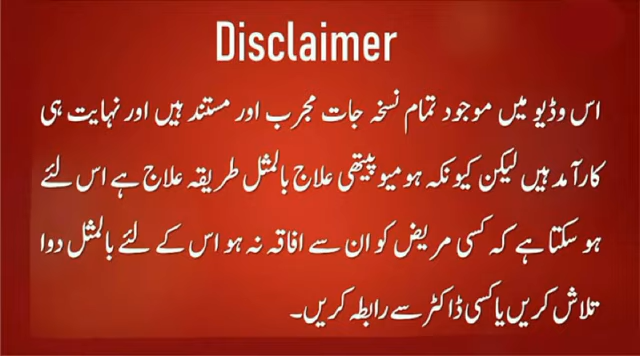 Disclaimer
اس وڈیو میں موجود تمام نسخہ جات مجرب اور مستند ہیں اور نہایت ہی
کارآمد ہیں لیکن کیونکہ ہومیوپیتھی علاج بالمثل طریقہ علاج ہے اس لئے
ہو سکتا ہے کہ کسی مریض کو ان سے افاقہ نہ ہو اس کے لئے بالمثل دوا
تلاش کریں یا کسی ڈاکٹر سے رابطہ کریں۔